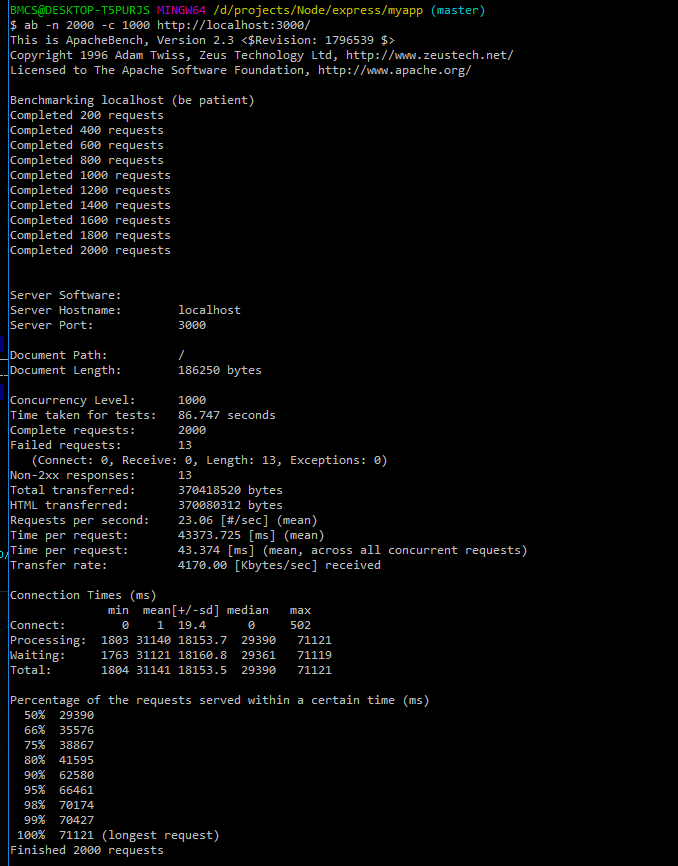 BMCS@DESKTOP-T5PURJS MINGW64 /d/projects/Node/express/myapp (master)
$ ab -n 2000 -c 1000 http://localhost:3000/
This is ApacheBench, Version 2.3 <$Revision: 1796539 $>
Copyright 1996 Adam Twiss, Zeus Technology Ltd, http://www.zeustech.net/
Licensed to The Apache Software Foundation, http://www.apache.org/

Benchmarking localhost (be patient)
Completed 200 requests
Completed 400 requests
Completed 600 requests
Completed 800 requests
Completed 1000 requests
Completed 1200 requests
Completed 1400 requests
Completed 1600 requests
Completed 1800 requests
Completed 2000 requests

Server Software:
Server Hostname:        localhost
Server Port:            3000

Document Path:          /
Document Length:        186250 bytes

Concurrency Level:      1000
Time taken for tests:   86.747 seconds
Complete requests:      2000
Failed requests:        13
   (Connect: 0, Receive: 0, Length: 13, Exceptions: 0)
Non-2xx responses:      13
Total transferred:      370418520 bytes
HTML transferred:       370080312 bytes
Requests per second:    23.06 [#/sec] (mean)
Time per request:       43373.725 [ms] (mean)
Time per request:       43.374 [ms] (mean, across all concurrent requests)
Transfer rate:          4170.00 [Kbytes/sec] received

Connection Times (ms)
              min  mean[+/-sd] median   max
Connect:        0    1  19.4      0     502
Processing:  1803 31140 18153.7  29390   71121
Waiting:     1763 31121 18160.8  29361   71119
Total:       1804 31141 18153.5  29390   71121

Percentage of the requests served within a certain time (ms)
  50%  29390
  66%  35576
  75%  38867
  80%  41595
  90%  62580
  95%  66461
  98%  70174
  99%  70427
 100%  71121 (longest request)
Finished 2000 requests